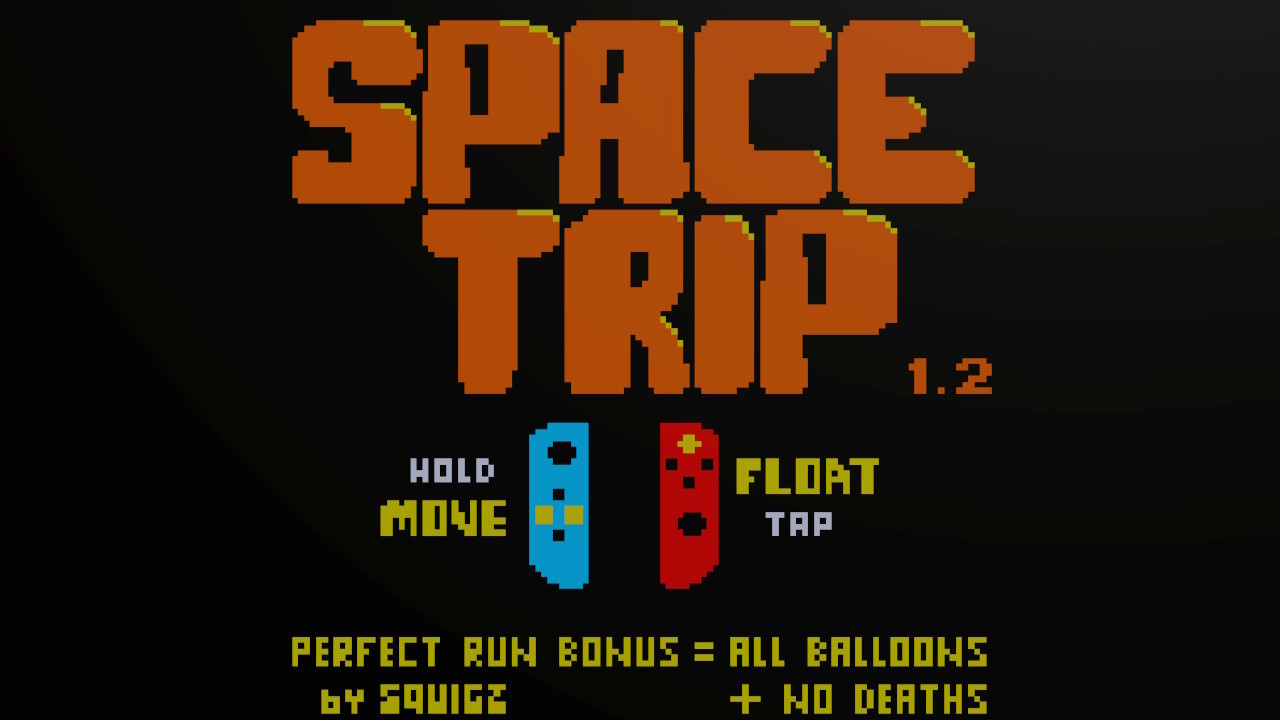 SPACE
TRIP
1.2
HOLD
MOVE
FLOAT
TAP
PERFECT RUN BONUS = ALL BALLOONS
by SQUIGZ + NO DEATHS